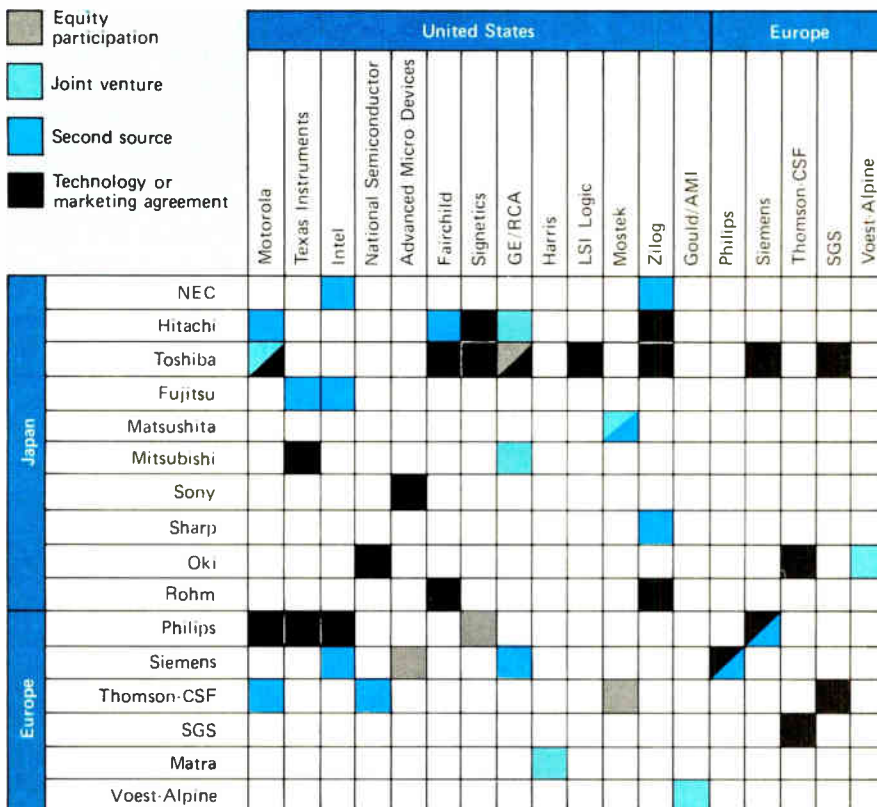 Equity
participation
Joint venture
Second source
Technology or
marketing agreement
United States
Europe
Motorola
Texas Instruments
Intel
National Semiconductor
Advanced Micro Devices
Fairchild
Signetics
GE/RCA
Harris
LSI Logic
Mostek
Zilog
Gould/AMI
Philips
Siemens
Thomson-CSF
SGS
Voest-Alpine
Japan
NEC
Hitachi
Toshiba
Fujitsu
Matsushita
Mitsubishi
Sony
Sharp
Oki
Rohm
Europe
Philips
Siemens
Thomson-CSF
SGS
Matra
Voest-Alpine